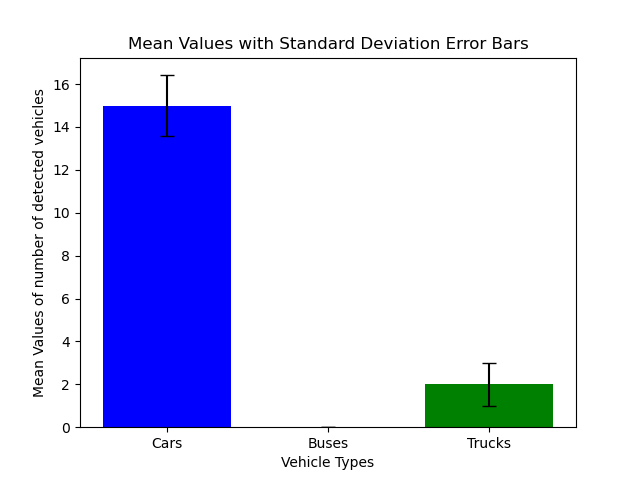 Mean Values with Standard Deviation Error Bars
Mean Values of number of detected vehicles
16
14
12
10
8
6
4
2
0
Cars
Buses
Trucks
Vehicle Types